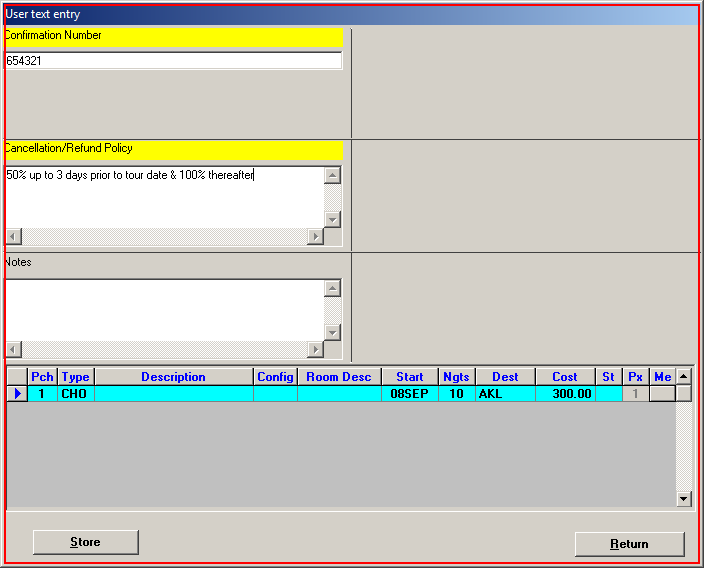 User text entry
Confirmation Number
654321
Cancellation/Refund Policy
50% up to 3 days prior to tour date & 100% thereafter
Notes
Pch Type Description Config Room Desc Start Ngts Dest Cost St Px Me
1 CHO 08SEP 10 AKL 300.00 1
Store
Return